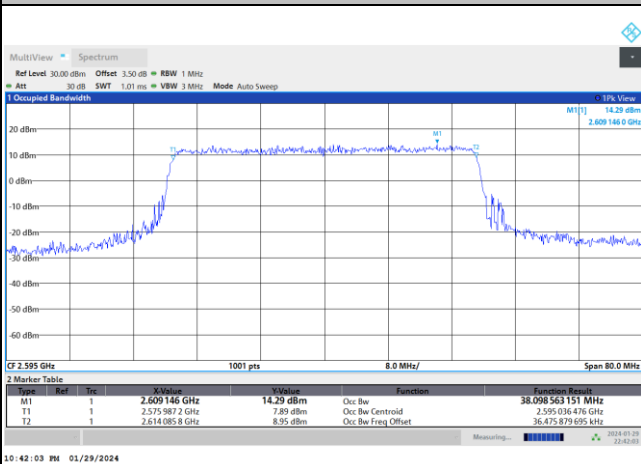 MultiView Spectrum
Ref Level 30.00 dBm Offset 3.50 dB RBW 1 MHz
Att 30 dB SWT 1.01 ms VBW 3 MHz Mode Auto Sweep
1 Occupied Bandwidth 1Pk View
M1[1] 14.29 dBm
2.609 146 0 GHz
M1
T1 T2
20 dBm
10 dBm
0 dBm
-10 dBm
-20 dBm
-30 dBm
-40 dBm
-50 dBm
-60 dBm
CF 2.595 GHz 1001 pts 8.0 MHz/ Span 80.0 MHz
2 Marker Table
Type Ref Trc X-Value Y-Value Function Function Result
M1 1 2.609 146 GHz 14.29 dBm Occ Bw 38.098 563 151 MHz
T1 1 2.575 987 2 GHz 7.89 dBm Occ Bw Centroid 2.595 036 476 GHz
T2 1 2.614 085 8 GHz 8.95 dBm Occ Bw Freq Offset 36.475 879 695 kHz
Measuring... 2024-01-29
22:42:03
10:42:03 PM 01/29/2024